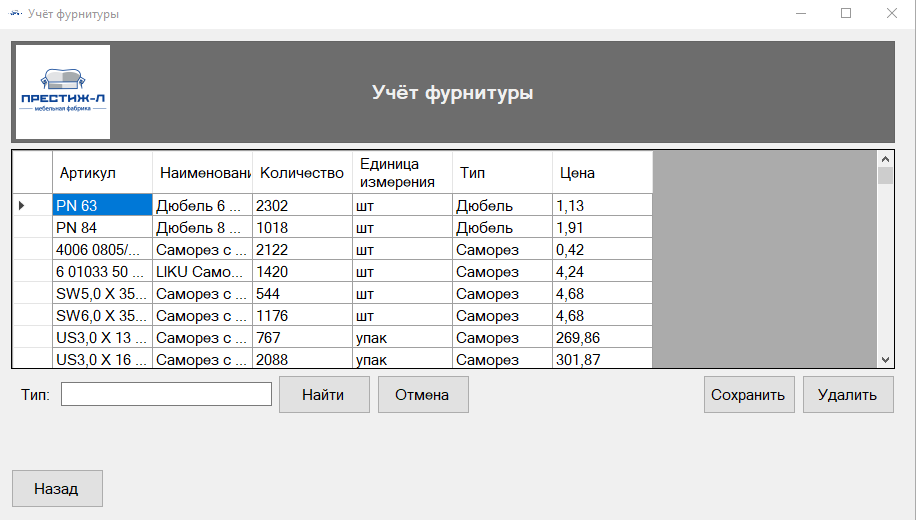 Учёт фурнитуры
ПРЕСТИЖ-Л
мебельная фабрика
Учёт фурнитуры
Артикул Наименовани Количество Единица измерения Тип Цена
PN 63 Дюбель 6 ... 2302 шт Дюбель 1,13
PN 84 Дюбель 8 ... 1018 шт Дюбель 1,91
4006 0805/... Саморез с ... 2122 шт Саморез 0,42
6 01033 50 ... LIKU Само... 1420 шт Саморез 4,24
SW5,0 X 35... Саморез с ... 544 шт Саморез 4,68
SW6,0 X 35... Саморез с ... 1176 шт Саморез 4,68
US3,0 X 13 ... Саморез с ... 767 упак Саморез 269,86
US3,0 X 16 ... Саморез с ... 2088 упак Саморез 301,87
Тип: Найти Отмена Сохранить Удалить
Назад